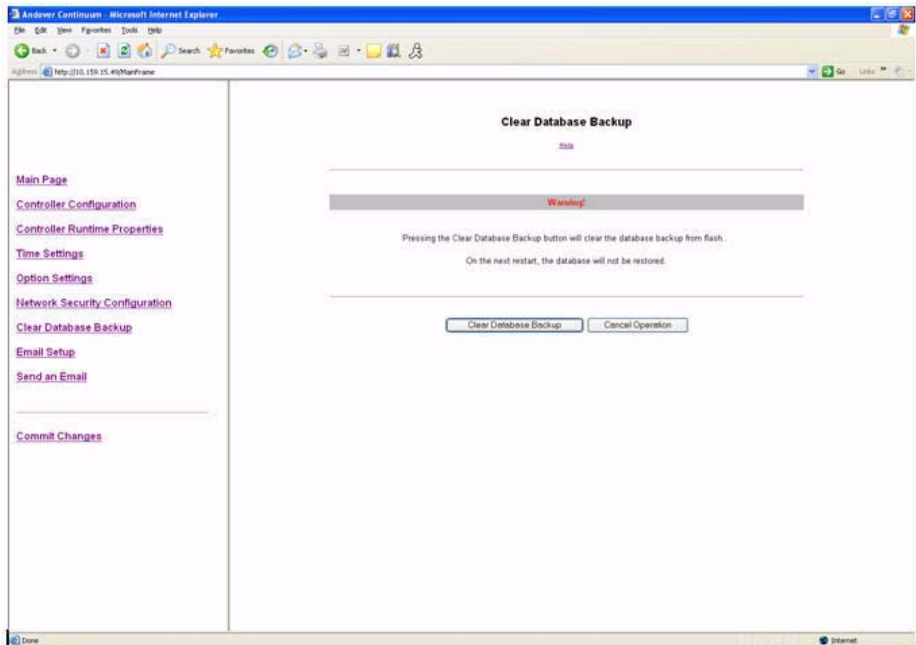 Andover Continuum - Microsoft Internet Explorer
File Edit View Favorites Tools Help
Back Search Favorites
Address http://10.159.15.49/MainFrame Go Links
Clear Database Backup
Help
Main Page
Controller Configuration
Controller Runtime Properties
Time Settings
Option Settings
Network Security Configuration
Clear Database Backup
Email Setup
Send an Email
Commit Changes
Warning!
Pressing the Clear Database Backup button will clear the database backup from flash.
On the next restart, the database will not be restored.
Clear Database Backup Cancel Operation
Done Internet